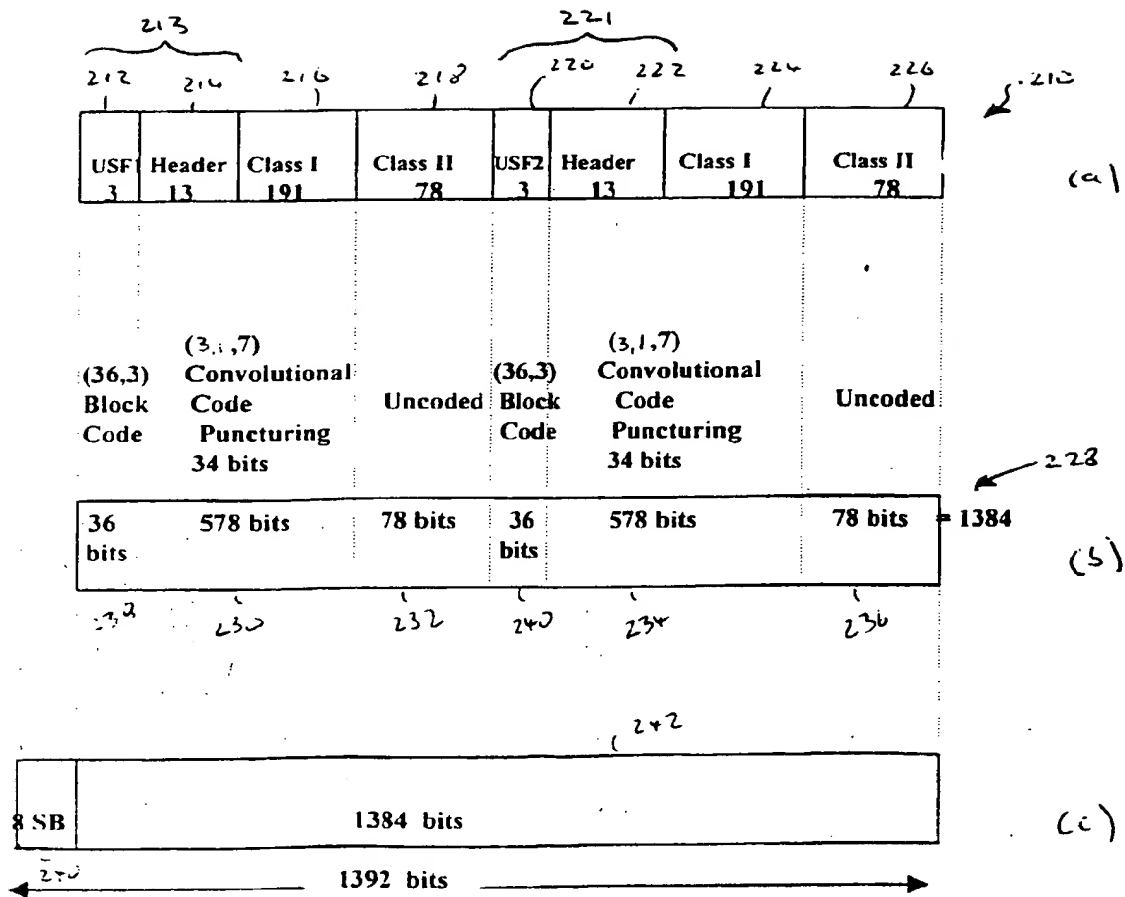 213
221
212 214 216 218 220 222 224 226
210
USF1 Header Class I Class II USF2 Header Class I Class II
3 13 191 78 3 13 191 78
(a)
(36,3)
Block
Code
(3,1,7)
Convolutional
Code
Puncturing
34 bits
Uncoded
(36,3)
Block
Code
(3,1,7)
Convolutional
Code
Puncturing
34 bits
Uncoded
228
36
bits
578 bits
78 bits
36
bits
578 bits
78 bits
= 1384
(b)
230 232 240 234 236
242
8 SB
1384 bits
(c)
240
1392 bits